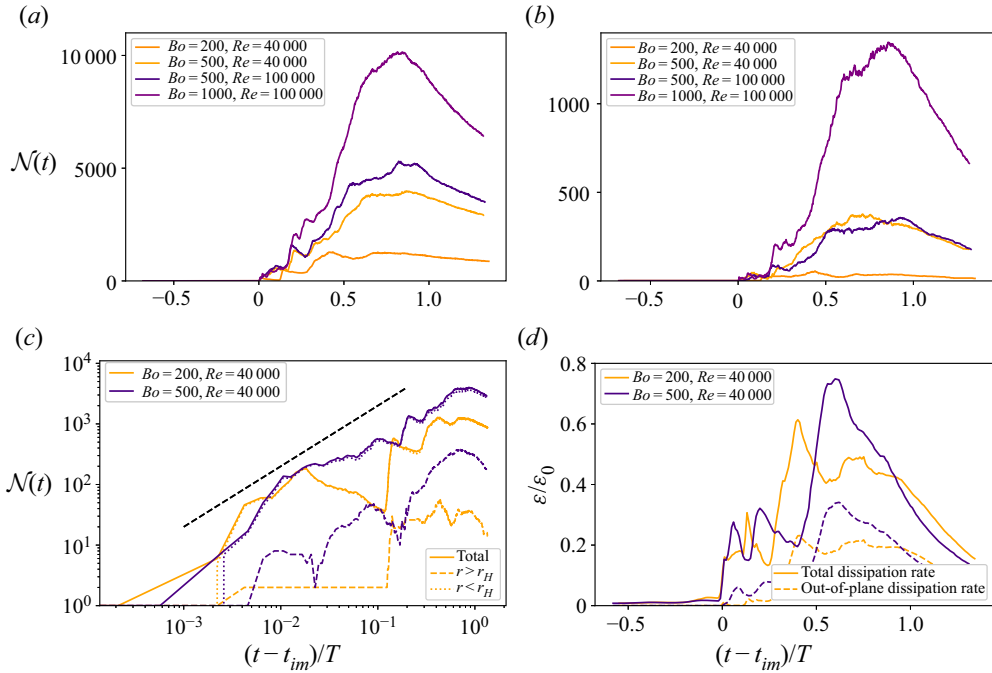 (a)
10 000
5000
0
N(t)
Bo = 200, Re = 40 000
Bo = 500, Re = 40 000
Bo = 500, Re = 100 000
Bo = 1000, Re = 100 000
−0.5 0 0.5 1.0
(b)
1000
500
0
Bo = 200, Re = 40 000
Bo = 500, Re = 40 000
Bo = 500, Re = 100 000
Bo = 1000, Re = 100 000
−0.5 0 0.5 1.0
(c)
10⁴
10³
10²
10¹
10⁰
N(t)
Bo = 200, Re = 40 000
Bo = 500, Re = 40 000
Total
r > r_H
r < r_H
10⁻³ 10⁻² 10⁻¹ 10⁰
(t − t_im)/T
(d)
0.8
0.6
0.4
0.2
0
ε/ε₀
Bo = 200, Re = 40 000
Bo = 500, Re = 40 000
Total dissipation rate
Out-of-plane dissipation rate
−0.5 0 0.5 1.0
(t − t_im)/T